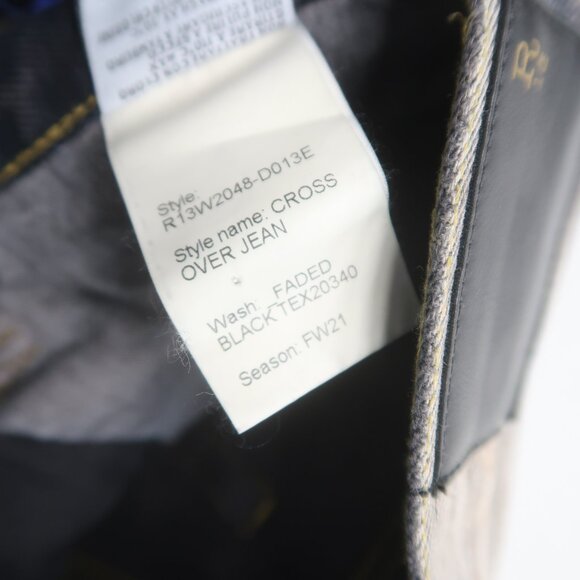 Style:
R13W2048-D013E
Style name: CROSS
OVER JEAN
Wash: FADED
BLACK TEX20340
Season: FW21
R